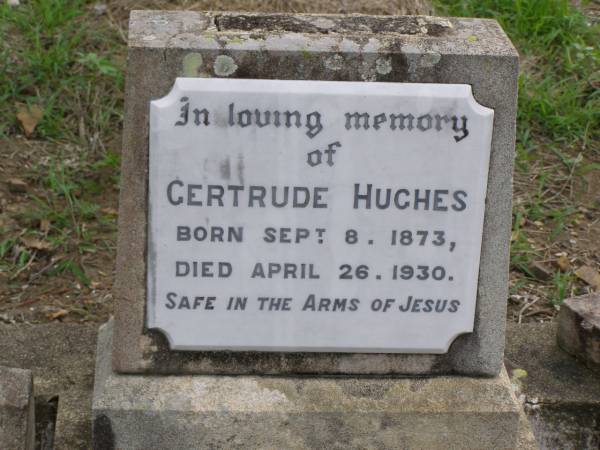 In loving memory
of
GERTRUDE HUGHES
BORN SEPT 8. 1873,
DIED APRIL 26. 1930.
SAFE IN THE ARMS OF JESUS